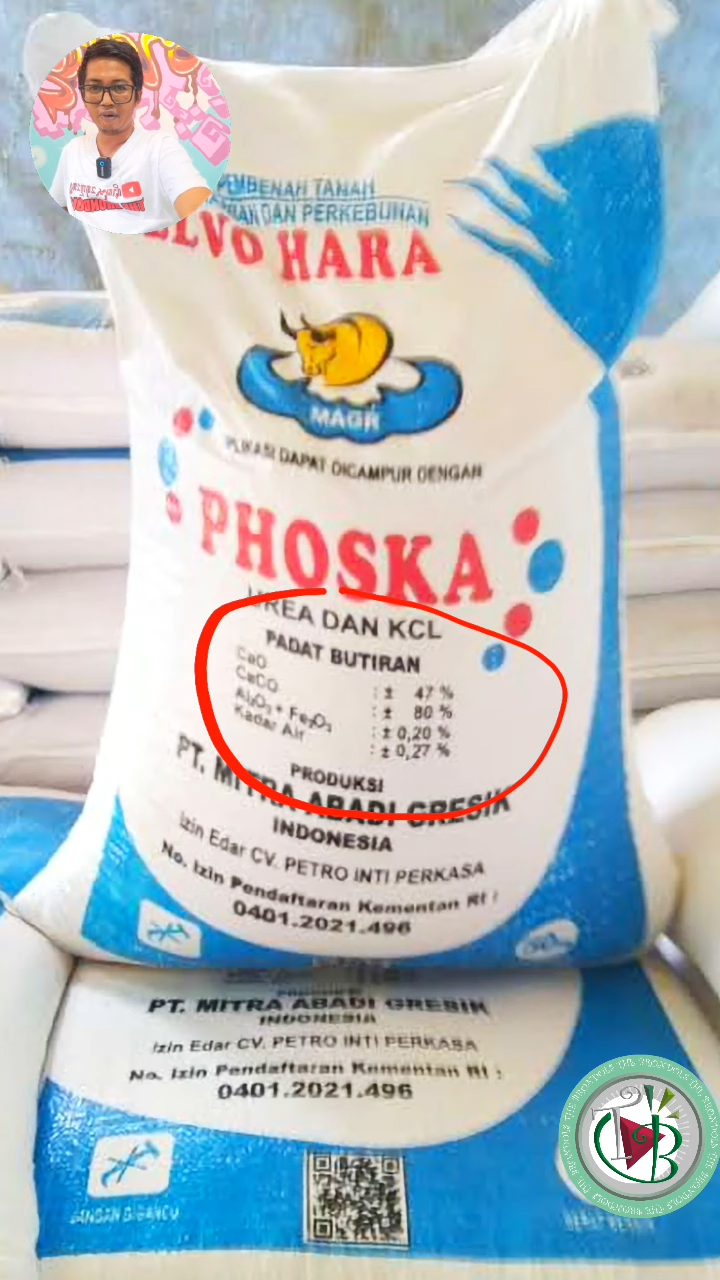 PEMBENAH TANAH
DAN PERKEBUNAN
HARA
MAGR
DAPAT DICAMPUR DENGAN
PHOSKA
UREA DAN KCL
PADAT BUTIRAN
CaO : ± 47 %
CaCO : ± 80 %
Al₂O₃ + Fe₂O₃ : ± 0,20 %
Kadar Air : ± 0,27 %
PRODUKSI
PT. MITRA ABADI GRESIK
INDONESIA
Izin Edar CV. PETRO INTI PERKASA
No. Izin Pendaftaran Kementan RI :
0401.2021.496
PT. MITRA ABADI GRESIK
INDONESIA
Izin Edar CV. PETRO INTI PERKASA
No. Izin Pendaftaran Kementan RI :
0401.2021.496